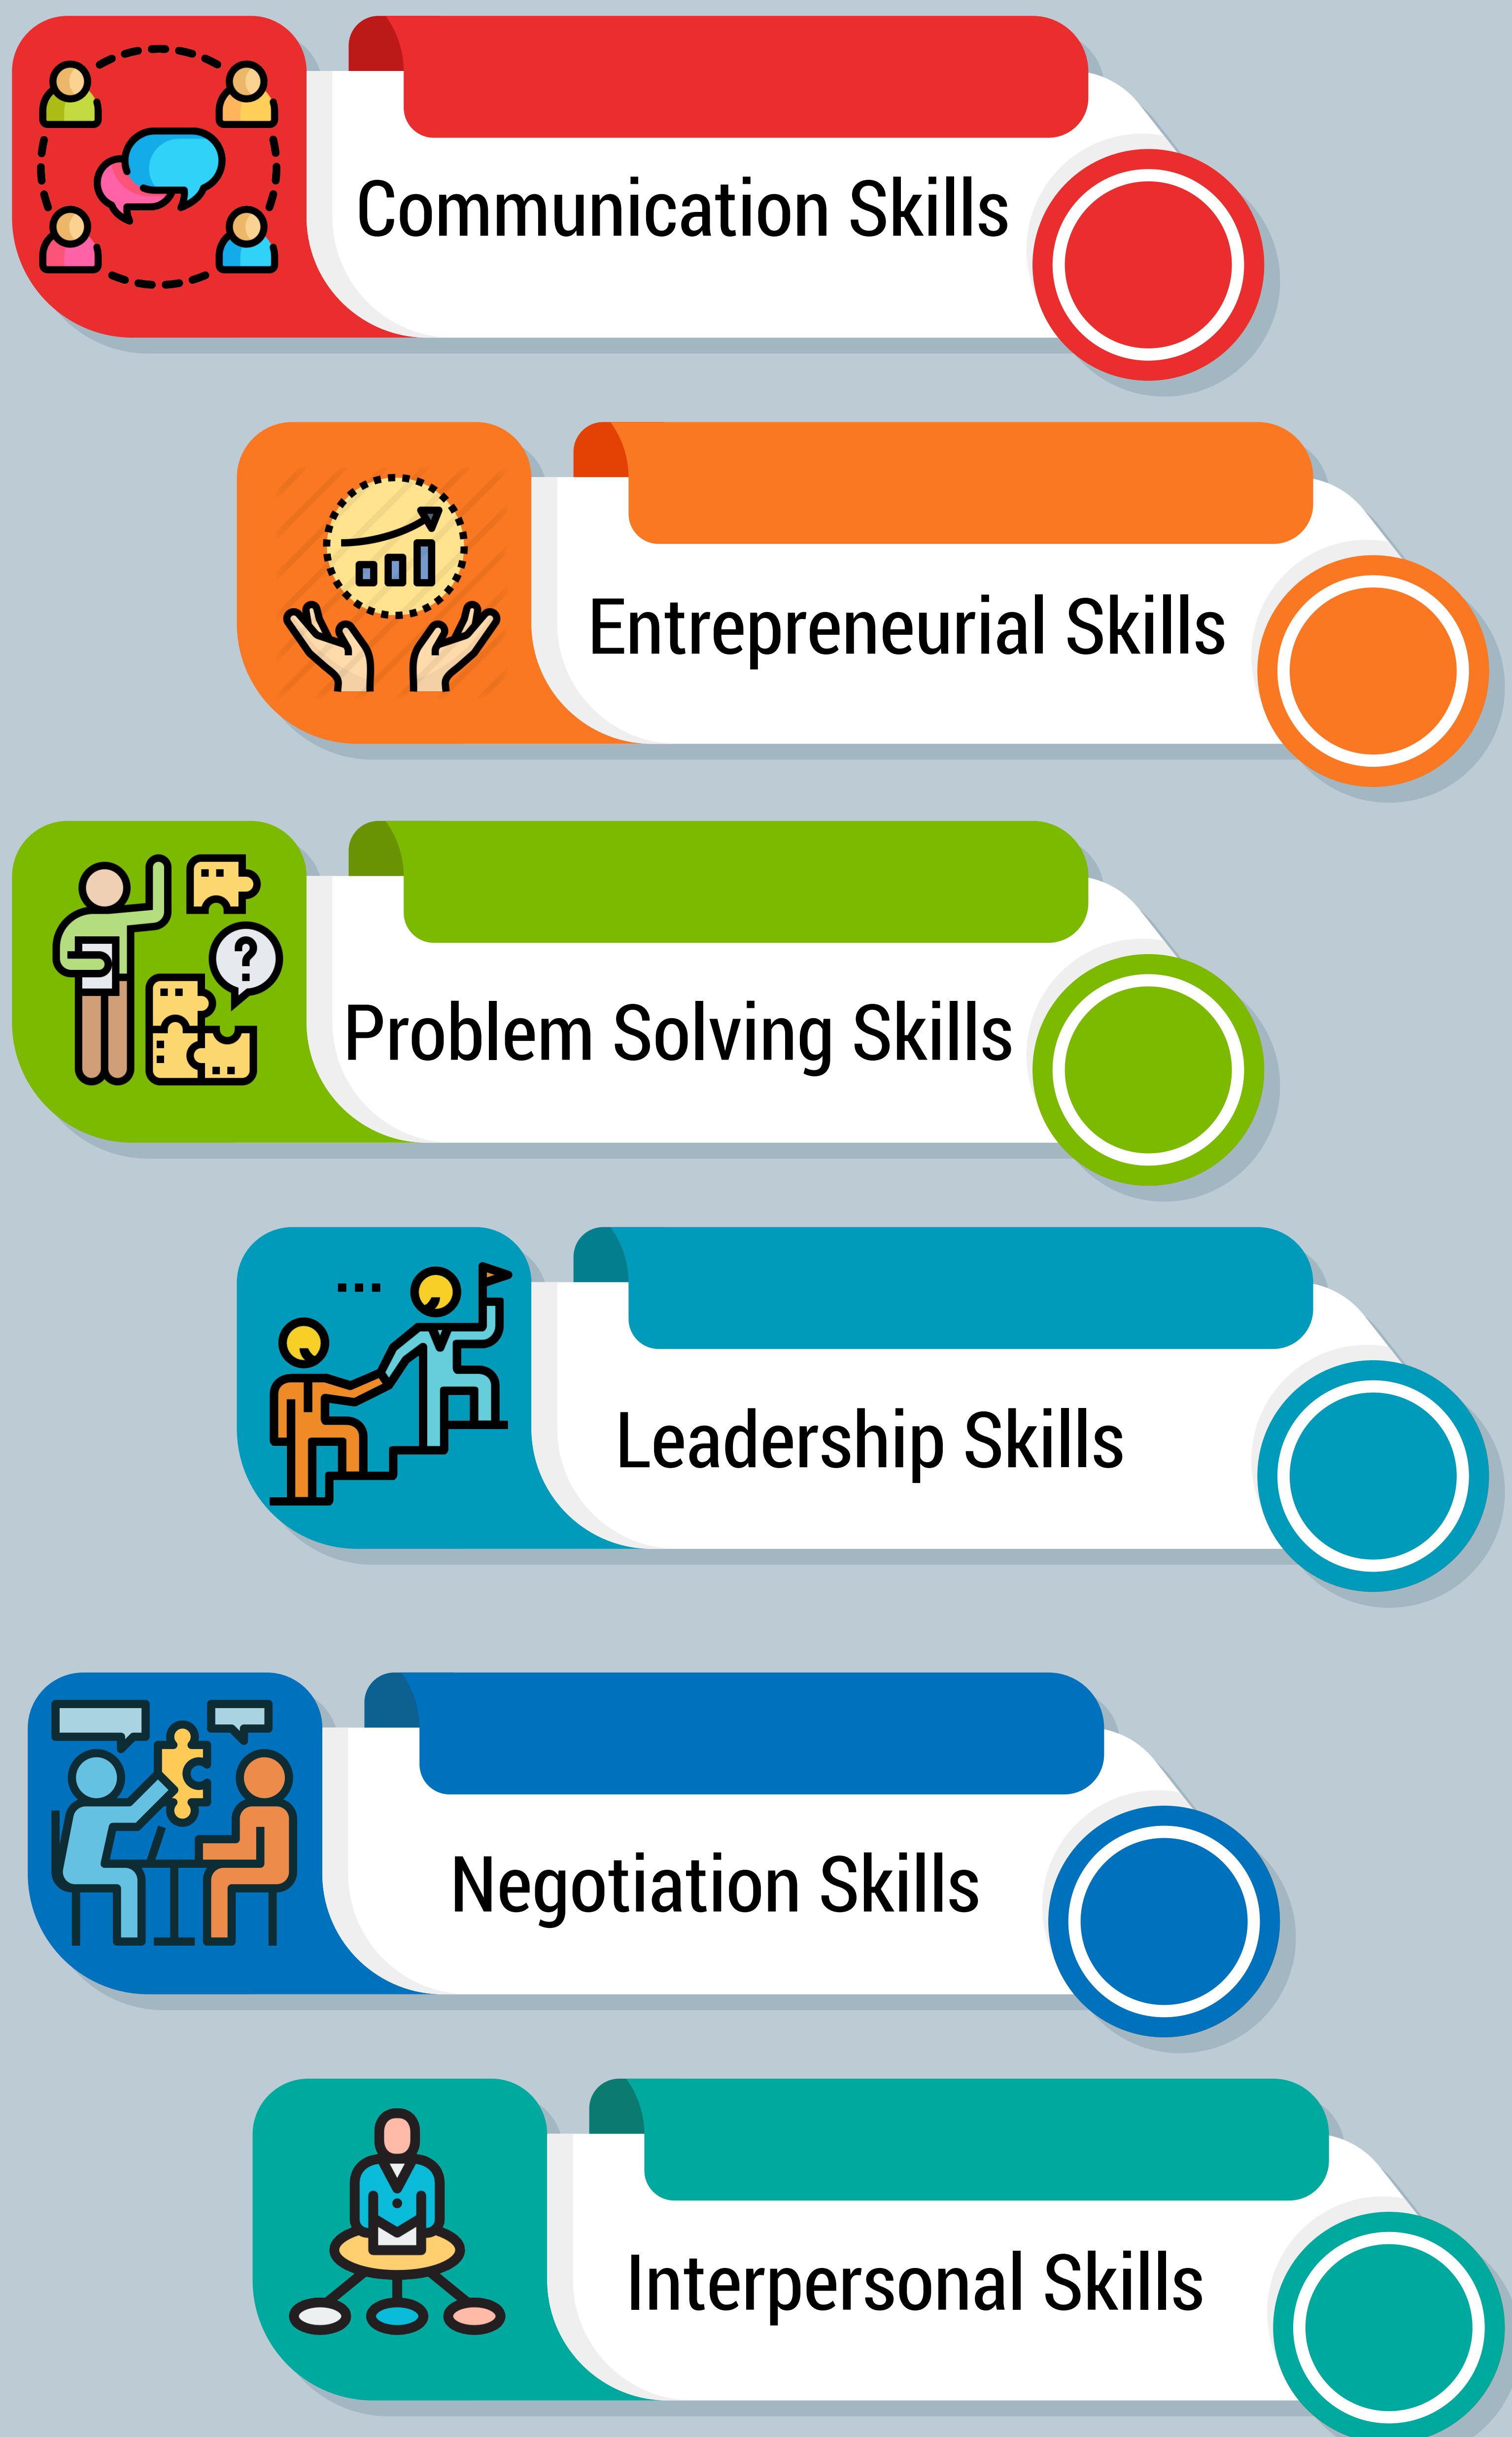 Communication Skills
Entrepreneurial Skills
?
Problem Solving Skills
Leadership Skills
Negotiation Skills
Interpersonal Skills